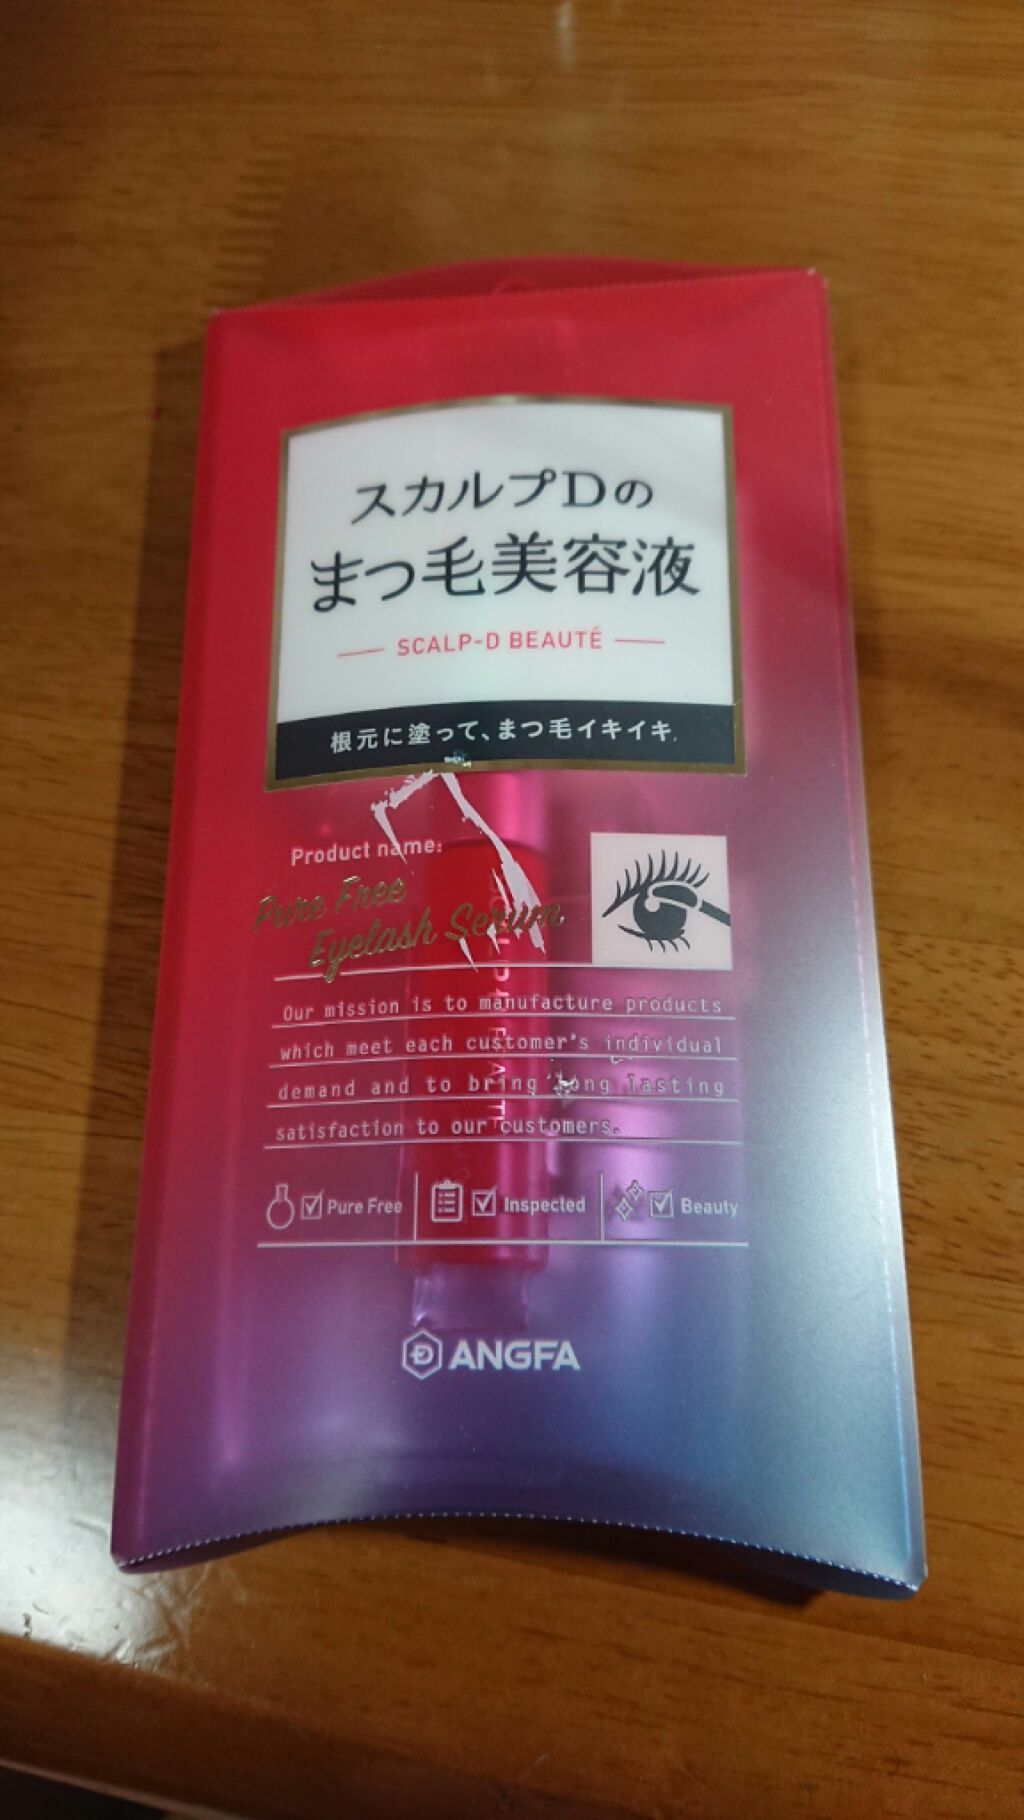 スカルプDの
まつ毛美容液
SCALP-D BEAUTÉ
根元に塗って、まつ毛イキイキ.
Product name:
Pure Free
Eyelash Serum
Our mission is to manufacture products
which meet each customer's individual
demand and to bring long lasting
satisfaction to our customers.
Pure Free
Inspected
Beauty
ANGFA